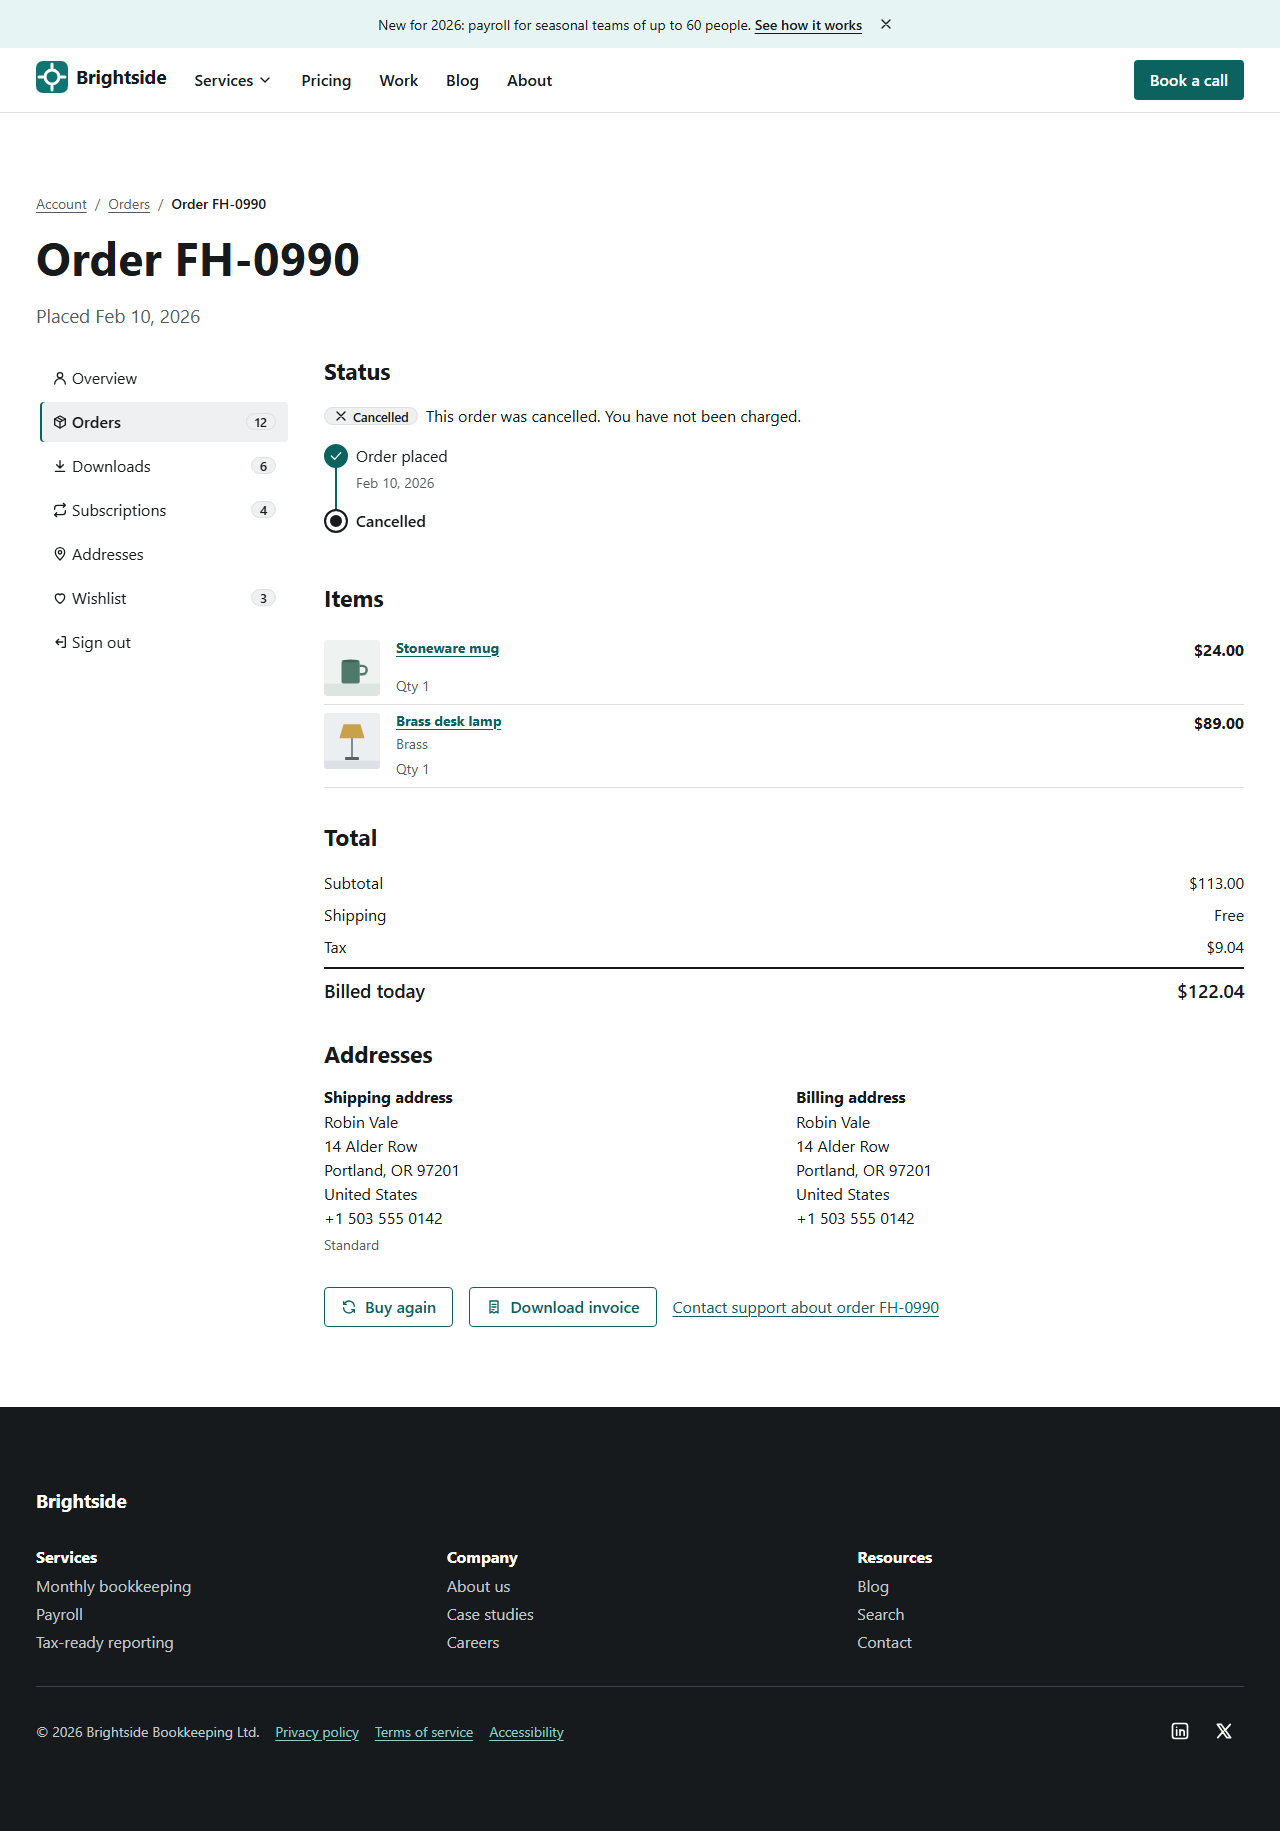 New for 2026: payroll for seasonal teams of up to 60 people. See how it works
Brightside
Services
Pricing
Work
Blog
About
Book a call
Account / Orders / Order FH-0990
Order FH-0990
Placed Feb 10, 2026
Overview
Orders 12
Downloads 6
Subscriptions 4
Addresses
Wishlist 3
Sign out
Status
Cancelled This order was cancelled. You have not been charged.
Order placed
Feb 10, 2026
Cancelled
Items
Stoneware mug $24.00
Qty 1
Brass desk lamp $89.00
Brass
Qty 1
Total
Subtotal $113.00
Shipping Free
Tax $9.04
Billed today $122.04
Addresses
Shipping address
Robin Vale
14 Alder Row
Portland, OR 97201
United States
+1 503 555 0142
Standard
Billing address
Robin Vale
14 Alder Row
Portland, OR 97201
United States
+1 503 555 0142
Buy again
Download invoice
Contact support about order FH-0990
Brightside
Services
Monthly bookkeeping
Payroll
Tax-ready reporting
Company
About us
Case studies
Careers
Resources
Blog
Search
Contact
© 2026 Brightside Bookkeeping Ltd. Privacy policy Terms of service Accessibility